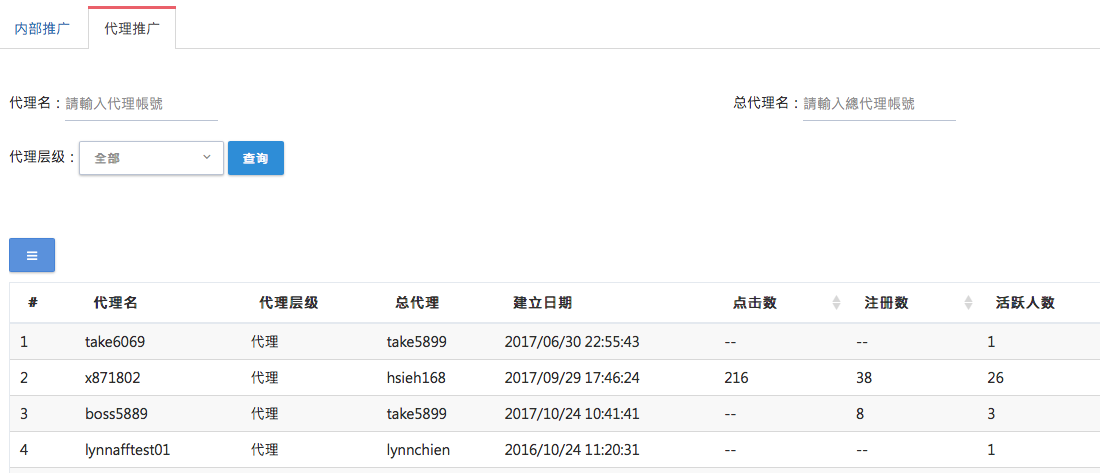 内部推广 代理推广
代理名：請輸入代理帳號 总代理名：請輸入總代理帳號
代理层级：全部 查询
# 代理名 代理层级 总代理 建立日期 点击数 注册数 活跃人数
1 take6069 代理 take5899 2017/06/30 22:55:43 -- -- 1
2 x871802 代理 hsieh168 2017/09/29 17:46:24 216 38 26
3 boss5889 代理 take5899 2017/10/24 10:41:41 -- 8 3
4 lynnafftest01 代理 lynnchien 2016/10/24 11:20:31 -- -- 1